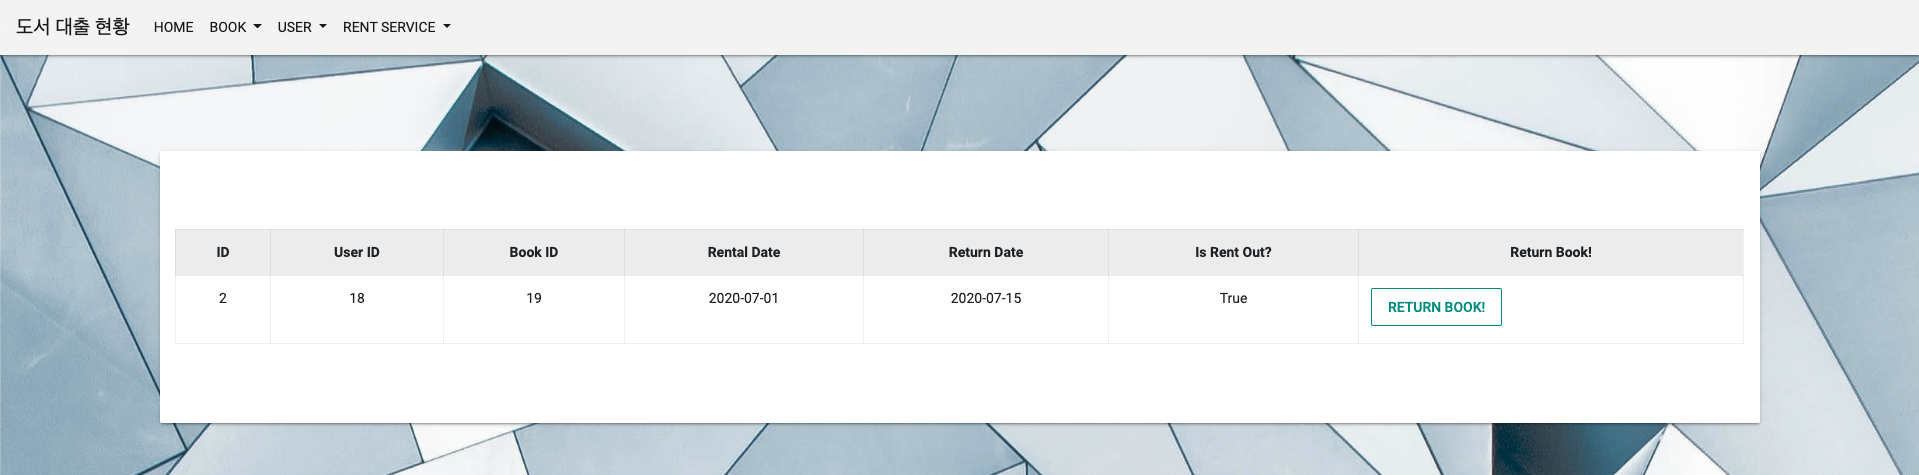 도서 대출 현황 HOME BOOK USER RENT SERVICE
ID User ID Book ID Rental Date Return Date Is Rent Out? Return Book!
2 18 19 2020-07-01 2020-07-15 True RETURN BOOK!